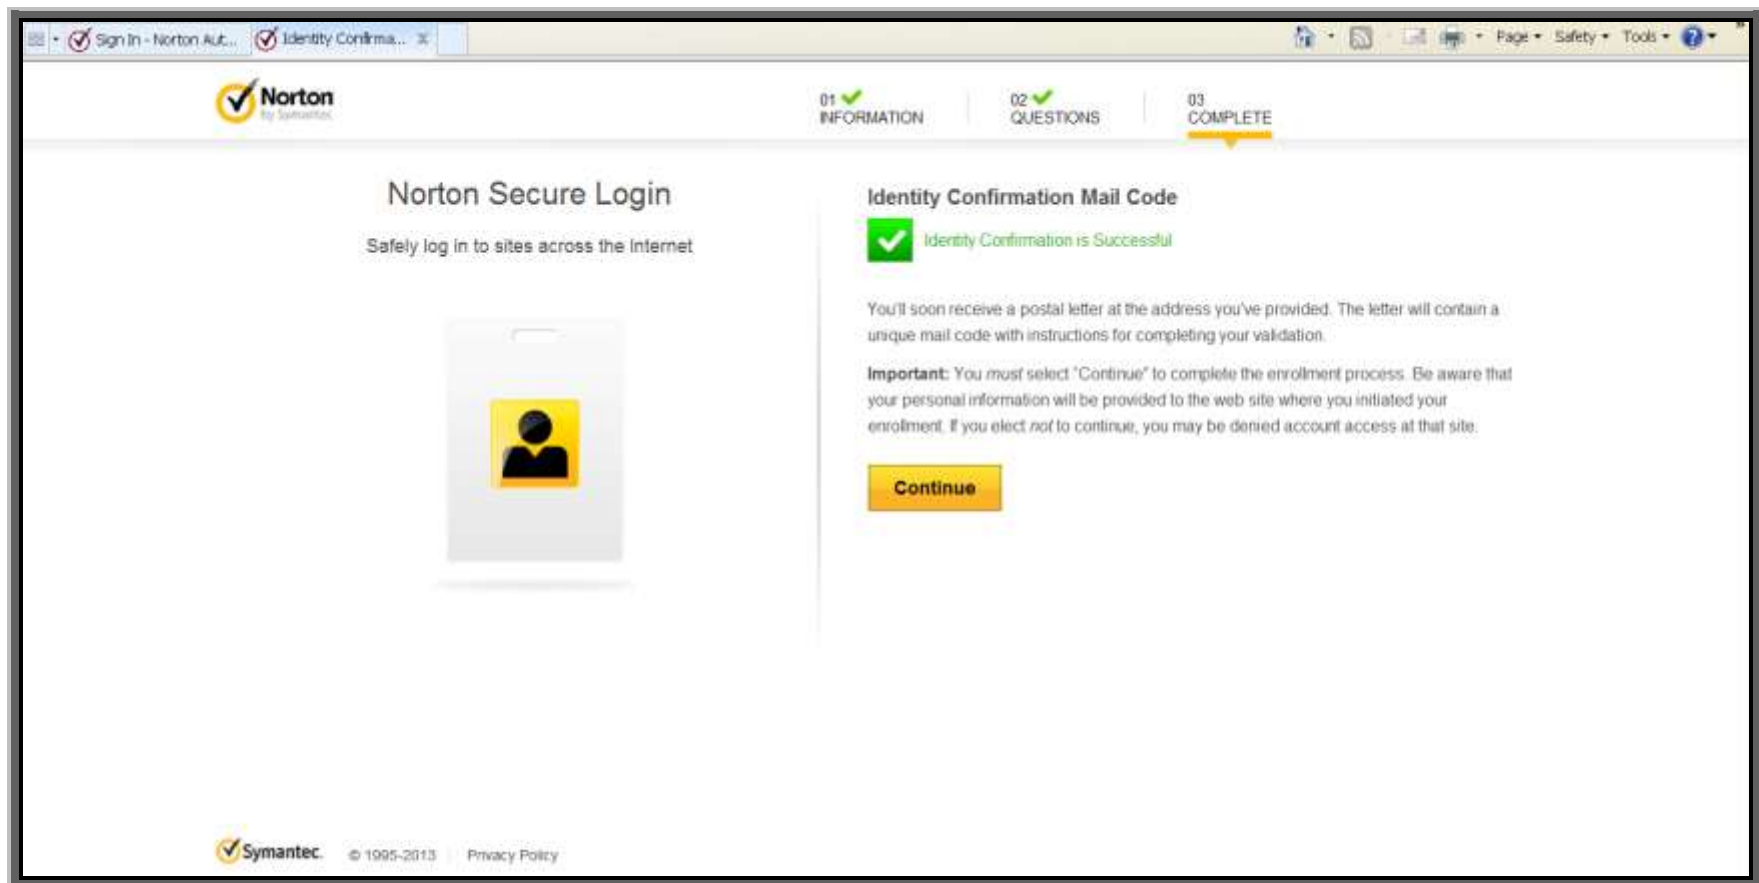 Sign In - Norton Aut... Identity Confirma... X Page Safety Tools ?
Norton
by Symantec
01
INFORMATION
02
QUESTIONS
03
COMPLETE
Norton Secure Login
Safely log in to sites across the Internet
Identity Confirmation Mail Code
Identity Confirmation is Successful
You'll soon receive a postal letter at the address you've provided. The letter will contain a
unique mail code with instructions for completing your validation.
Important: You must select "Continue" to complete the enrollment process. Be aware that
your personal information will be provided to the web site where you initiated your
enrollment. If you elect not to continue, you may be denied account access at that site.
Continue
Symantec. © 1995-2013 Privacy Policy